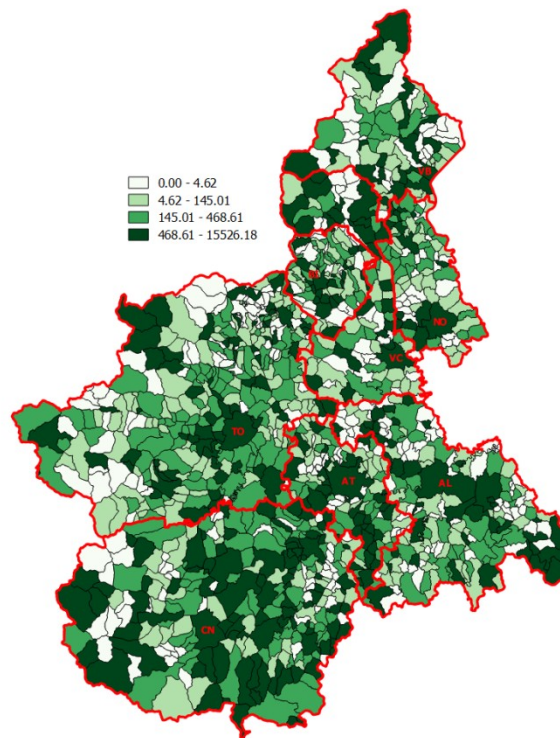 0.00 - 4.62
4.62 - 145.01
145.01 - 468.61
468.61 - 15526.18
VB
BI
NO
VC
TO
AT
AL
CN